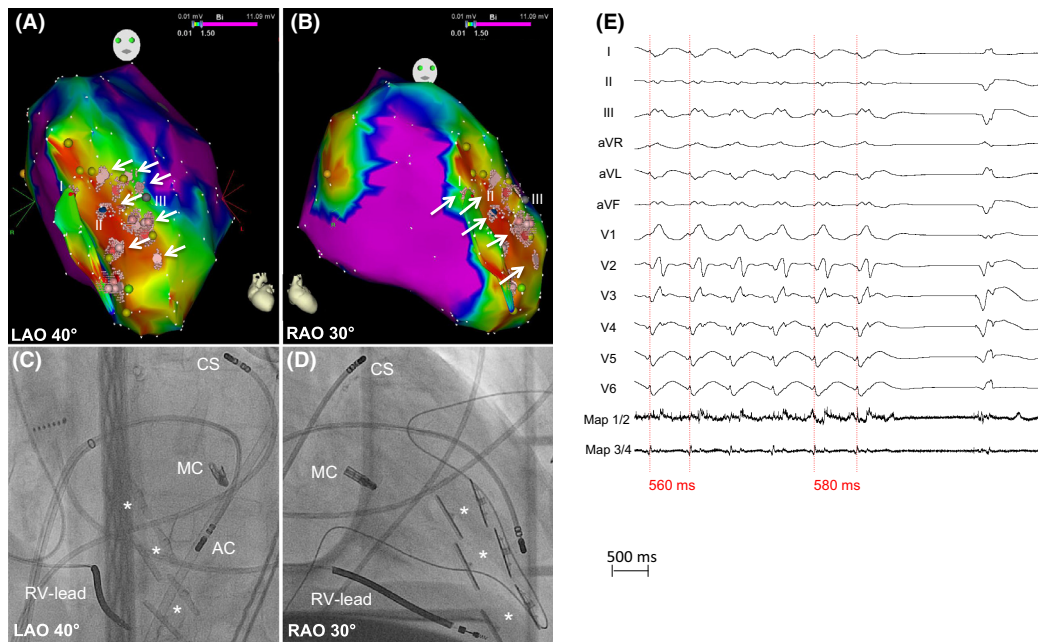 (A)
0.01 mV Bi 11.09 mV
0.01 1.50
I
II
III
LAO 40°
(B)
0.01 mV Bi 11.09 mV
0.01 1.50
I
II
III
RAO 30°
(C)
CS
MC
*
*
AC
RV-lead
*
LAO 40°
(D)
CS
MC
*
*
RV-lead
*
RAO 30°
(E)
I
II
III
aVR
aVL
aVF
V1
V2
V3
V4
V5
V6
Map 1/2
Map 3/4
560 ms 580 ms
500 ms